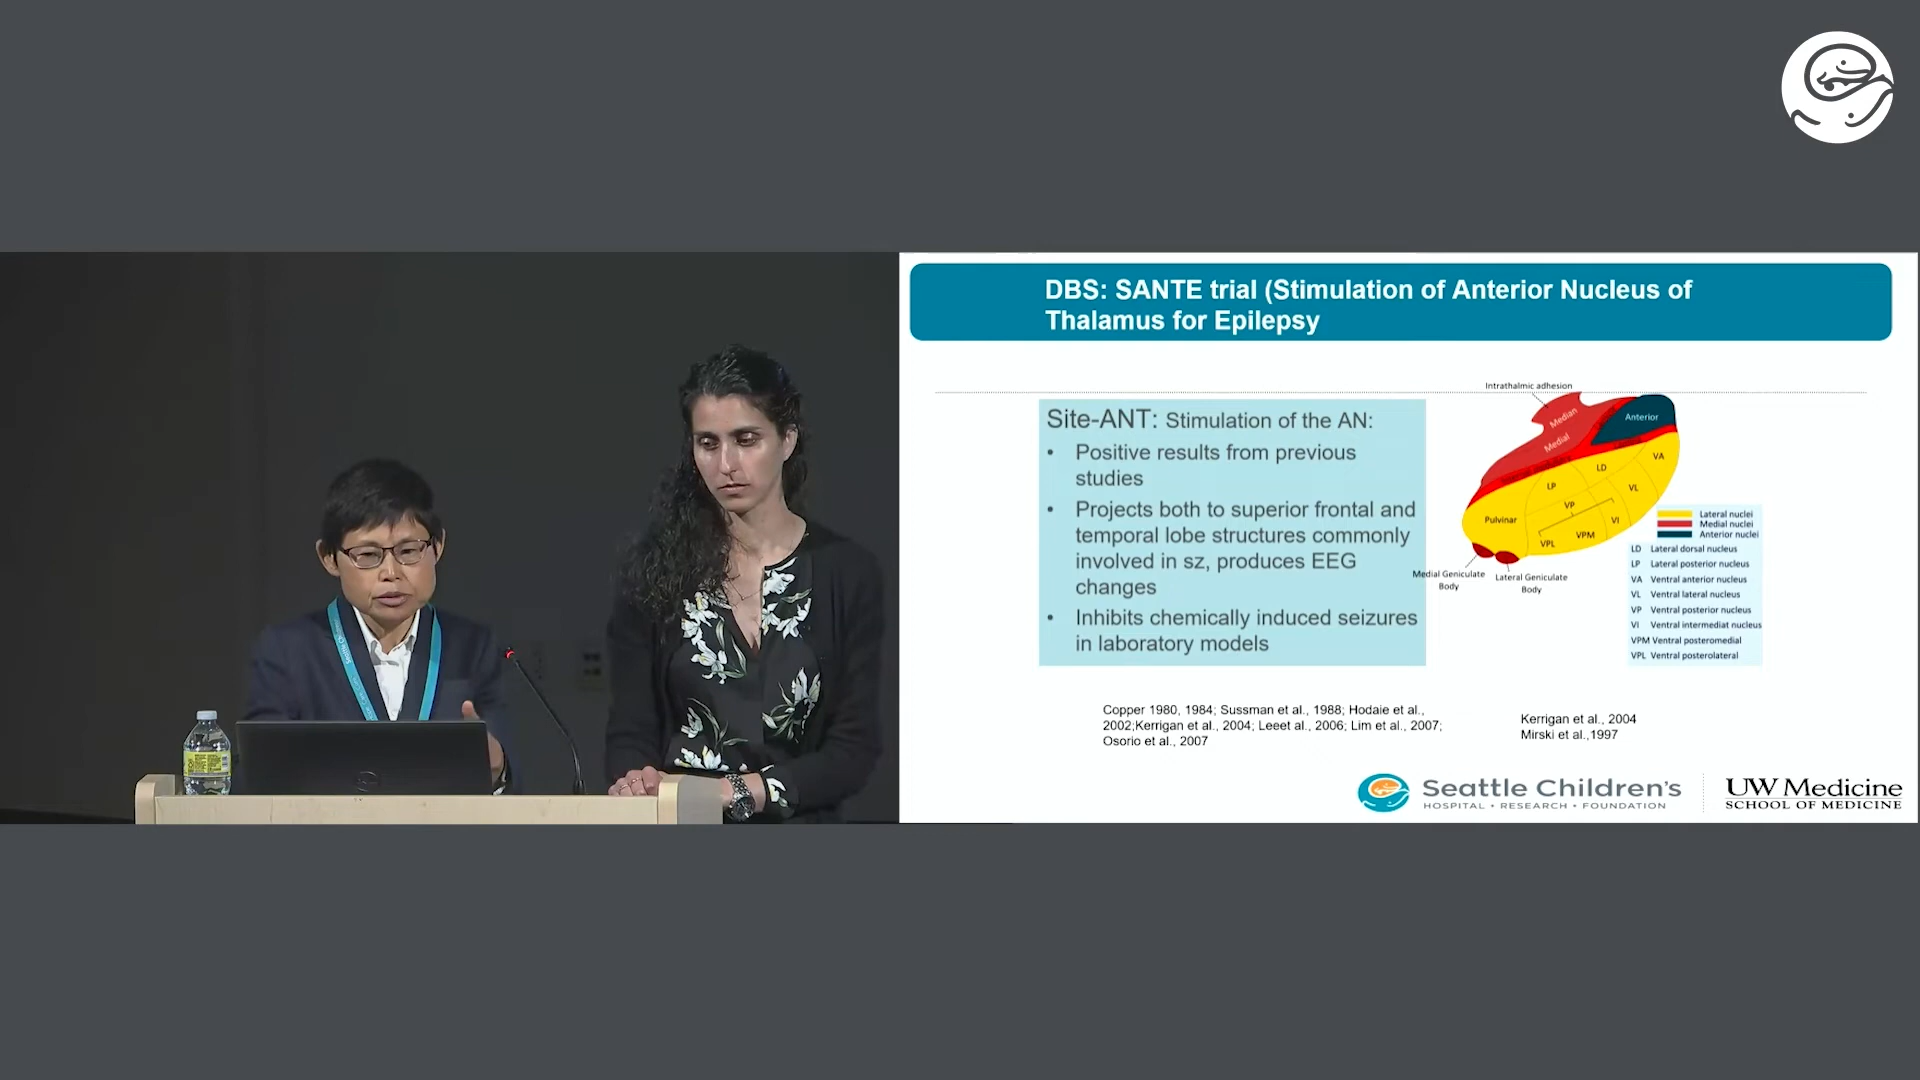 DBS: SANTE trial (Stimulation of Anterior Nucleus of
Thalamus for Epilepsy
Site-ANT: Stimulation of the AN:
• Positive results from previous
studies
• Projects both to superior frontal and
temporal lobe structures commonly
involved in sz, produces EEG
changes
• Inhibits chemically induced seizures
in laboratory models
Intrathalmic adhesion
Median
Medial
Anterior
LD
VA
LP
VL
VP
Pulvinar
VI
VPM
VPL
Medial Geniculate
Body
Lateral Geniculate
Body
Lateral nuclei
Medial nuclei
Anterior nuclei
LD Lateral dorsal nucleus
LP Lateral posterior nucleus
VA Ventral anterior nucleus
VL Ventral lateral nucleus
VP Ventral posterior nucleus
VI Ventral intermediat nucleus
VPM Ventral posteromedial
VPL Ventral posterolateral
Copper 1980, 1984; Sussman et al., 1988; Hodaie et al.,
2002;Kerrigan et al., 2004; Leeet al., 2006; Lim et al., 2007;
Osorio et al., 2007
Kerrigan et al., 2004
Mirski et al.,1997
Seattle Children's
HOSPITAL • RESEARCH • FOUNDATION
UW Medicine
SCHOOL OF MEDICINE